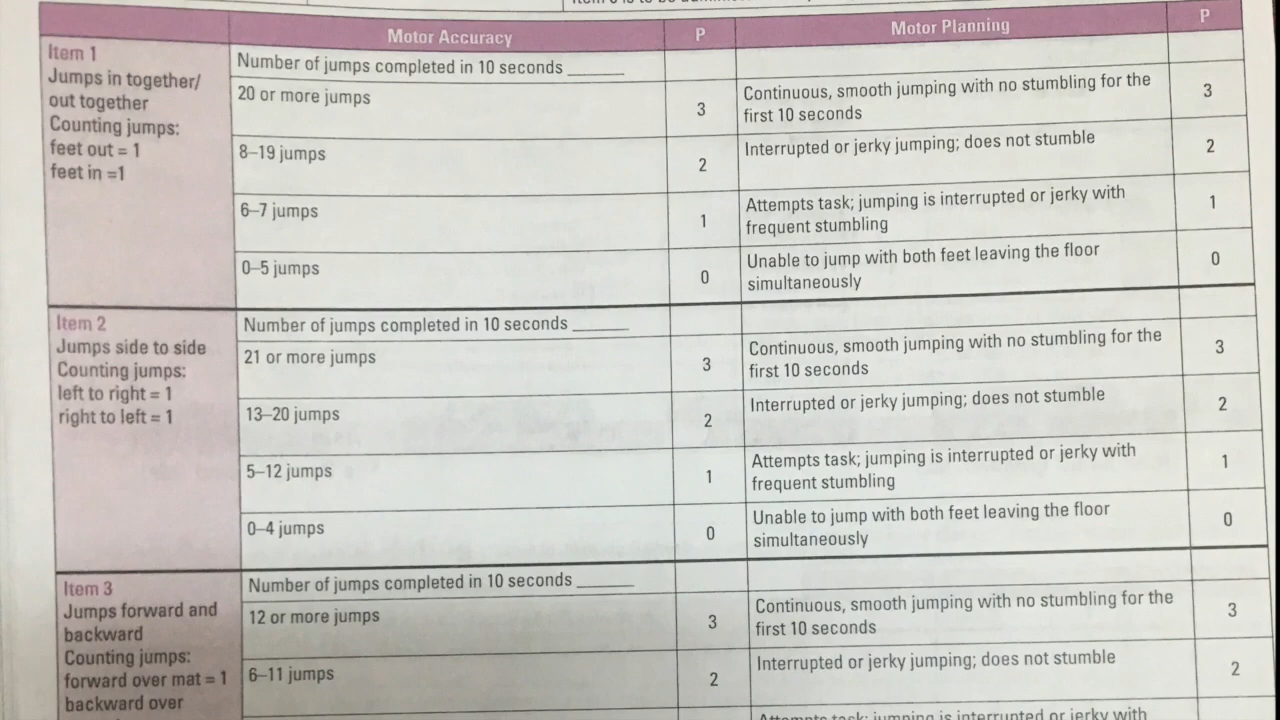 Motor Accuracy P Motor Planning P
Item 1
Jumps in together/
out together
Counting jumps:
feet out = 1
feet in =1
Number of jumps completed in 10 seconds ______
20 or more jumps 3 Continuous, smooth jumping with no stumbling for the
first 10 seconds 3
8–19 jumps 2 Interrupted or jerky jumping; does not stumble 2
6–7 jumps 1 Attempts task; jumping is interrupted or jerky with
frequent stumbling 1
0–5 jumps 0 Unable to jump with both feet leaving the floor
simultaneously 0
Item 2
Jumps side to side
Counting jumps:
left to right = 1
right to left = 1
Number of jumps completed in 10 seconds ______
21 or more jumps 3 Continuous, smooth jumping with no stumbling for the
first 10 seconds 3
13–20 jumps 2 Interrupted or jerky jumping; does not stumble 2
5–12 jumps 1 Attempts task; jumping is interrupted or jerky with
frequent stumbling 1
0–4 jumps 0 Unable to jump with both feet leaving the floor
simultaneously 0
Item 3
Jumps forward and
backward
Counting jumps:
forward over mat = 1
backward over
Number of jumps completed in 10 seconds ______
12 or more jumps 3 Continuous, smooth jumping with no stumbling for the
first 10 seconds 3
6–11 jumps 2 Interrupted or jerky jumping; does not stumble 2
Attempts task; jumping is interrupted or jerky with